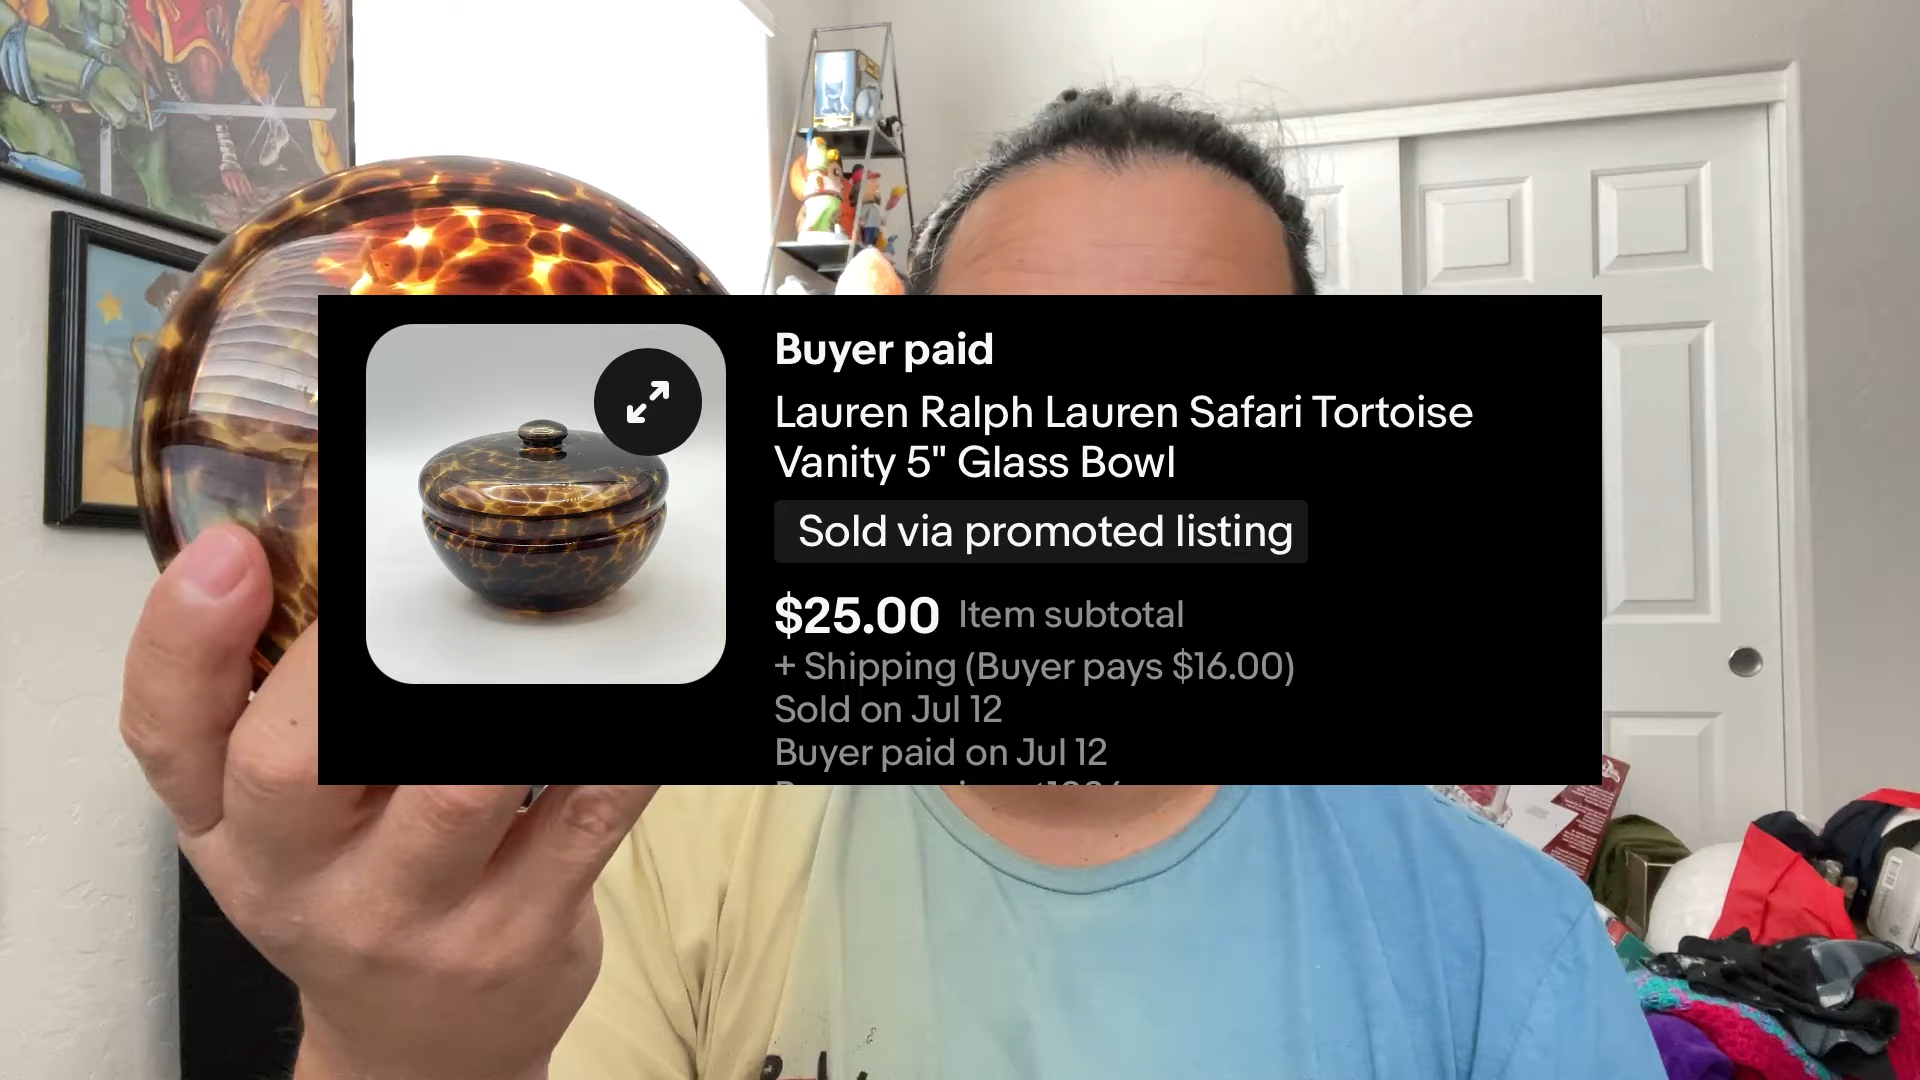 Buyer paid
Lauren Ralph Lauren Safari Tortoise
Vanity 5" Glass Bowl
Sold via promoted listing
$25.00 Item subtotal
+ Shipping (Buyer pays $16.00)
Sold on Jul 12
Buyer paid on Jul 12